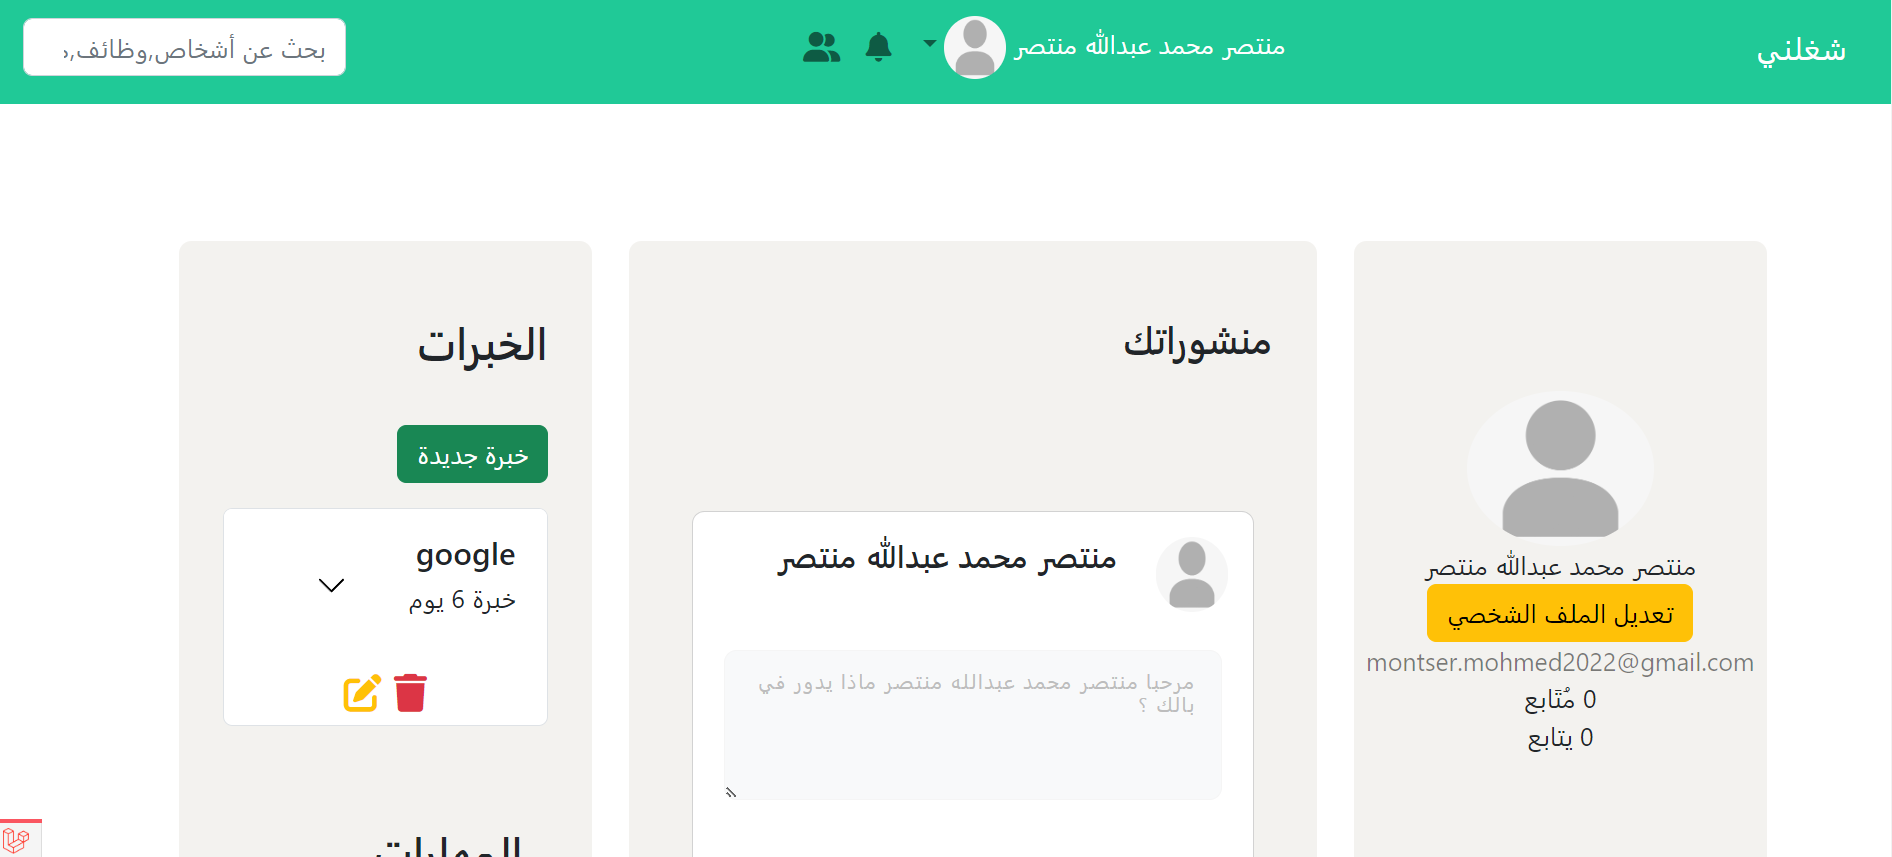 شغلني
منتصر محمد عبدالله منتصر
بحث عن أشخاص,وظائف,
منتصر محمد عبدالله منتصر
تعديل الملف الشخصي
montser.mohmed2022@gmail.com
0 مُتَابع
0 يتابع
منشوراتك
منتصر محمد عبدالله منتصر
مرحبا منتصر محمد عبدالله منتصر ماذا يدور في
بالك ؟
الخبرات
خبرة جديدة
google
خبرة 6 يوم
المهارات